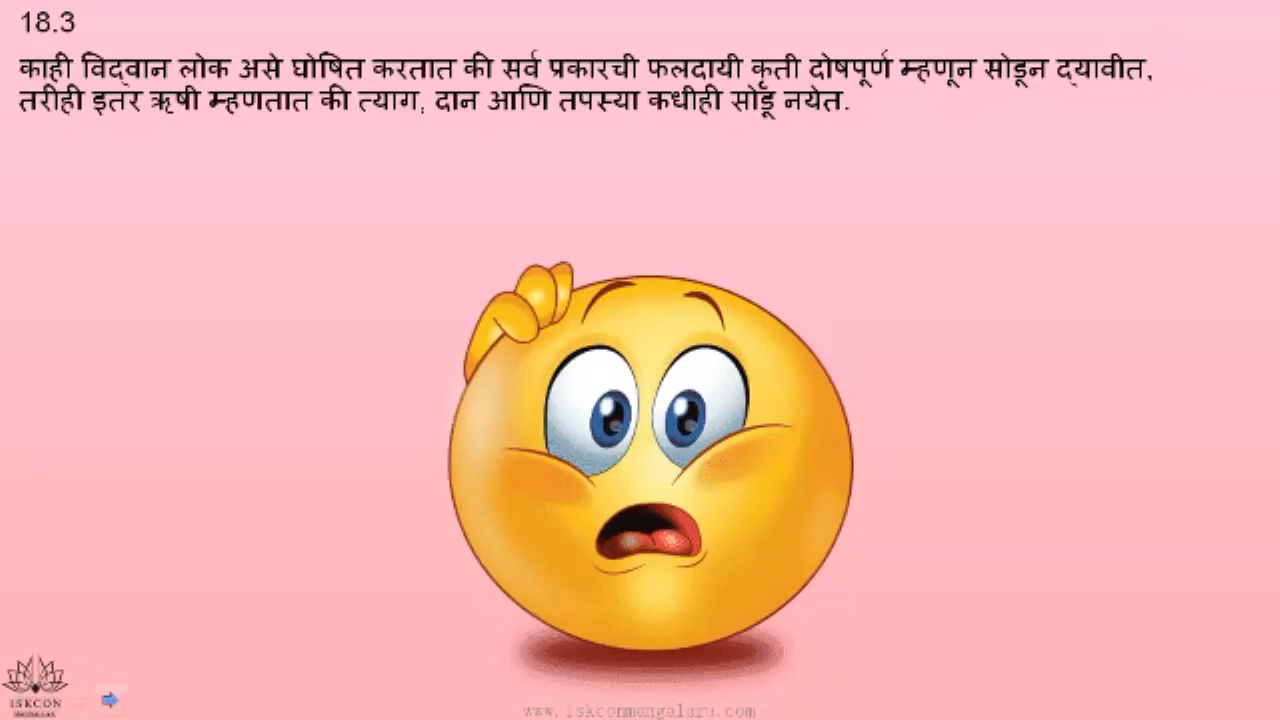 18.3
काही विद्वान लोक असे घोषित करतात की सर्व प्रकारची फलदायी कृती दोषपूर्ण म्हणून सोडून द्यावीत,
तरीही इतर ऋषी म्हणतात की त्याग, दान आणि तपस्या कधीही सोडू नयेत.
ISKCON
www.iskconmangaluru.com